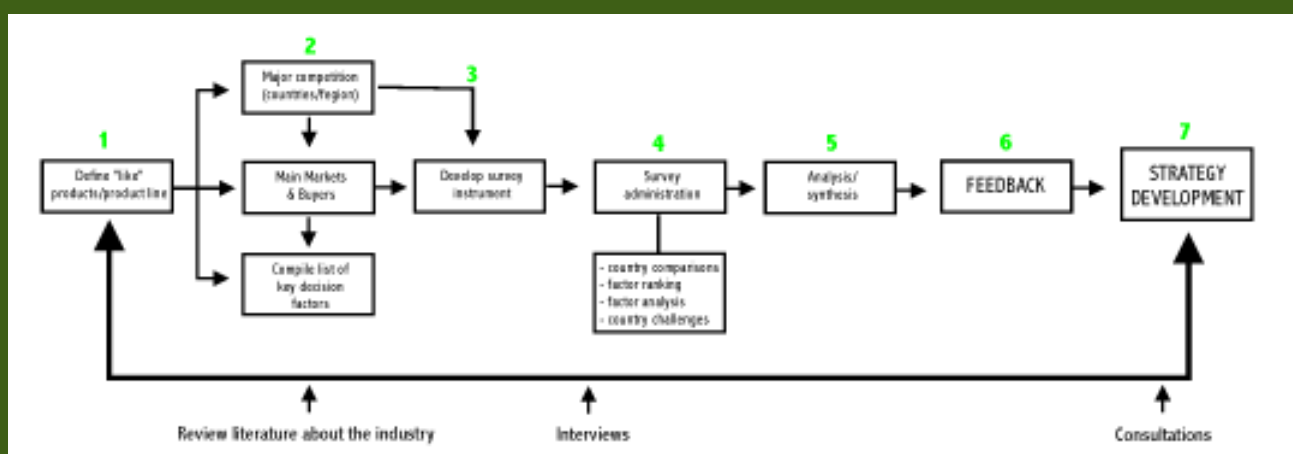 1
Define "like"
products/product line
2
Major competition
(countries/region)
Main Markets
& Buyers
Compile list of
key decision
factors
3
Develop survey
instrument
4
Survey
administration
- country comparisons
- factor ranking
- factor analysis
- country challenges
5
Analysis/
synthesis
6
FEEDBACK
7
STRATEGY
DEVELOPMENT
Review literature about the industry
Interviews
Consultations